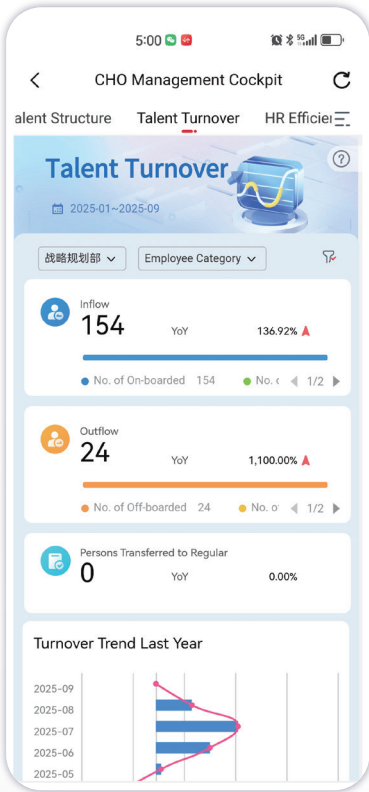 5:00
5G
CHO Management Cockpit
alent Structure Talent Turnover HR Efficie
Talent Turnover
?
2025-01~2025-09
战略规划部 Employee Category
Inflow
154 YoY 136.92%
No. of On-boarded 154 No. 1/2
Outflow
24 YoY 1,100.00%
No. of Off-boarded 24 No. o 1/2
Persons Transferred to Regular
0 YoY 0.00%
Turnover Trend Last Year
2025-09
2025-08
2025-07
2025-06
2025-05